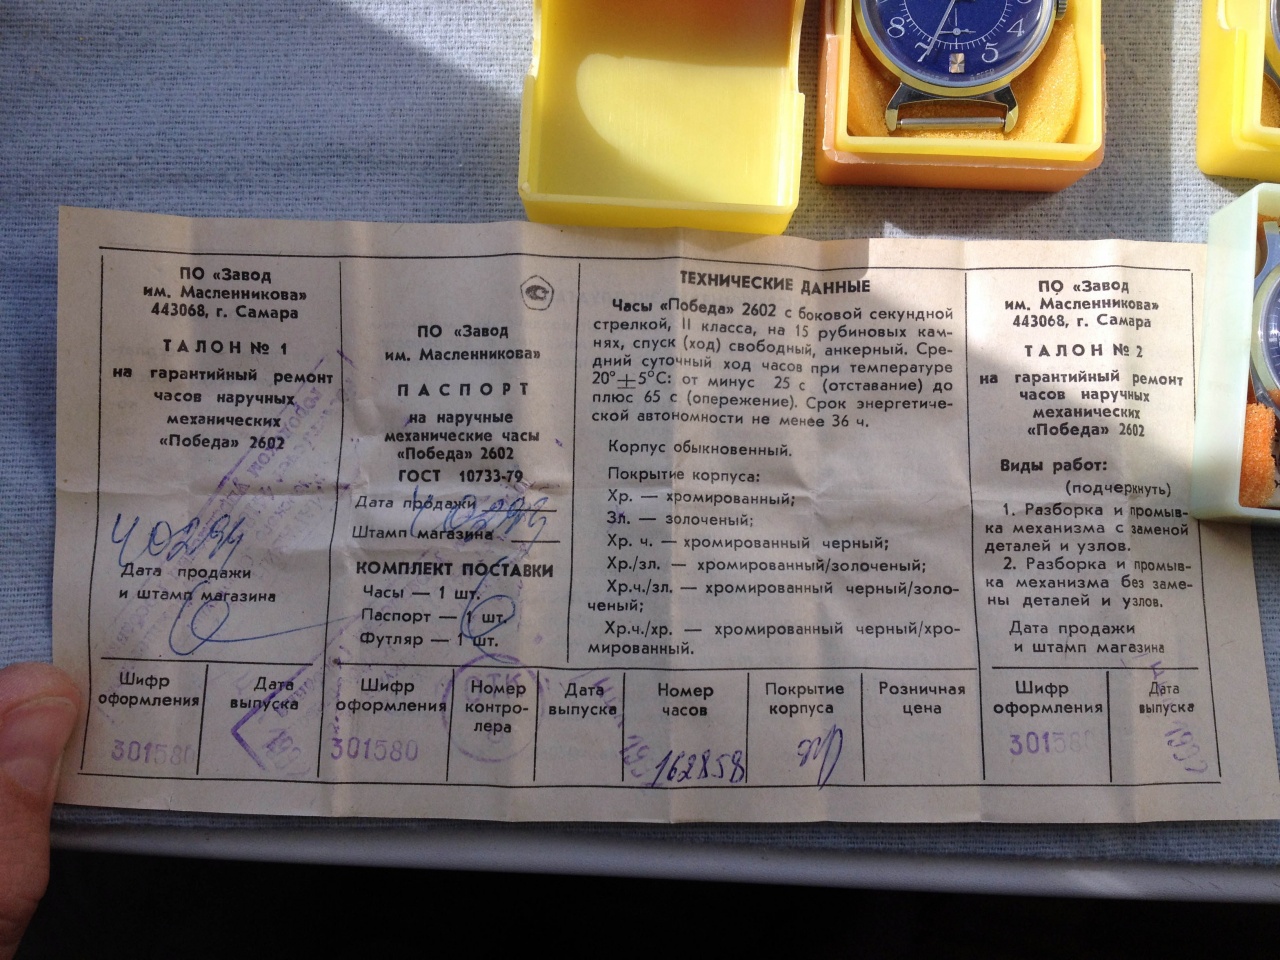 8
7
5
4
ПО «Завод
им. Масленникова»
443068, г. Самара
ТАЛОН № 1
на гарантийный ремонт
часов наручных
механических
«Победа» 2602
Дата продажи
и штамп магазина
ПО «Завод
им. Масленникова»
ПАСПОРТ
на наручные
механические часы
«Победа» 2602
ГОСТ 10733-79
Дата продажи
Штамп магазина
КОМПЛЕКТ ПОСТАВКИ
Часы — 1 шт.
Паспорт — 1 шт.
Футляр — 1 шт.
ТЕХНИЧЕСКИЕ ДАННЫЕ
Часы «Победа» 2602 с боковой секундной
стрелкой, II класса, на 15 рубиновых кам-
нях, спуск (ход) свободный, анкерный. Сре-
дний суточный ход часов при температуре
20°±5°С: от минус 25 с (отставание) до
плюс 65 с (опережение). Срок энергетиче-
ской автономности не менее 36 ч.
Корпус обыкновенный.
Покрытие корпуса:
Хр. — хромированный;
Зл. — золоченый;
Хр. ч. — хромированный черный;
Хр./зл. — хромированный/золоченый;
Хр.ч./зл. — хромированный черный/золо-
ченый;
Хр.ч./хр. — хромированный черный/хро-
мированный.
ПО «Завод
им. Масленникова»
443068, г. Самара
ТАЛОН № 2
на гарантийный ремонт
часов наручных
механических
«Победа» 2602
Виды работ:
(подчеркнуть)
1. Разборка и промыв-
ка механизма с заменой
деталей и узлов.
2. Разборка и промыв-
ка механизма без заме-
ны деталей и узлов.
Дата продажи
и штамп магазина
Шифр
оформления
301580
Дата
выпуска
Шифр
оформления
301580
Номер
контро-
лера
ОТК
Дата
выпуска
Номер
часов
162858
Покрытие
корпуса
хр
Розничная
цена
Шифр
оформления
301580
Дата
выпуска